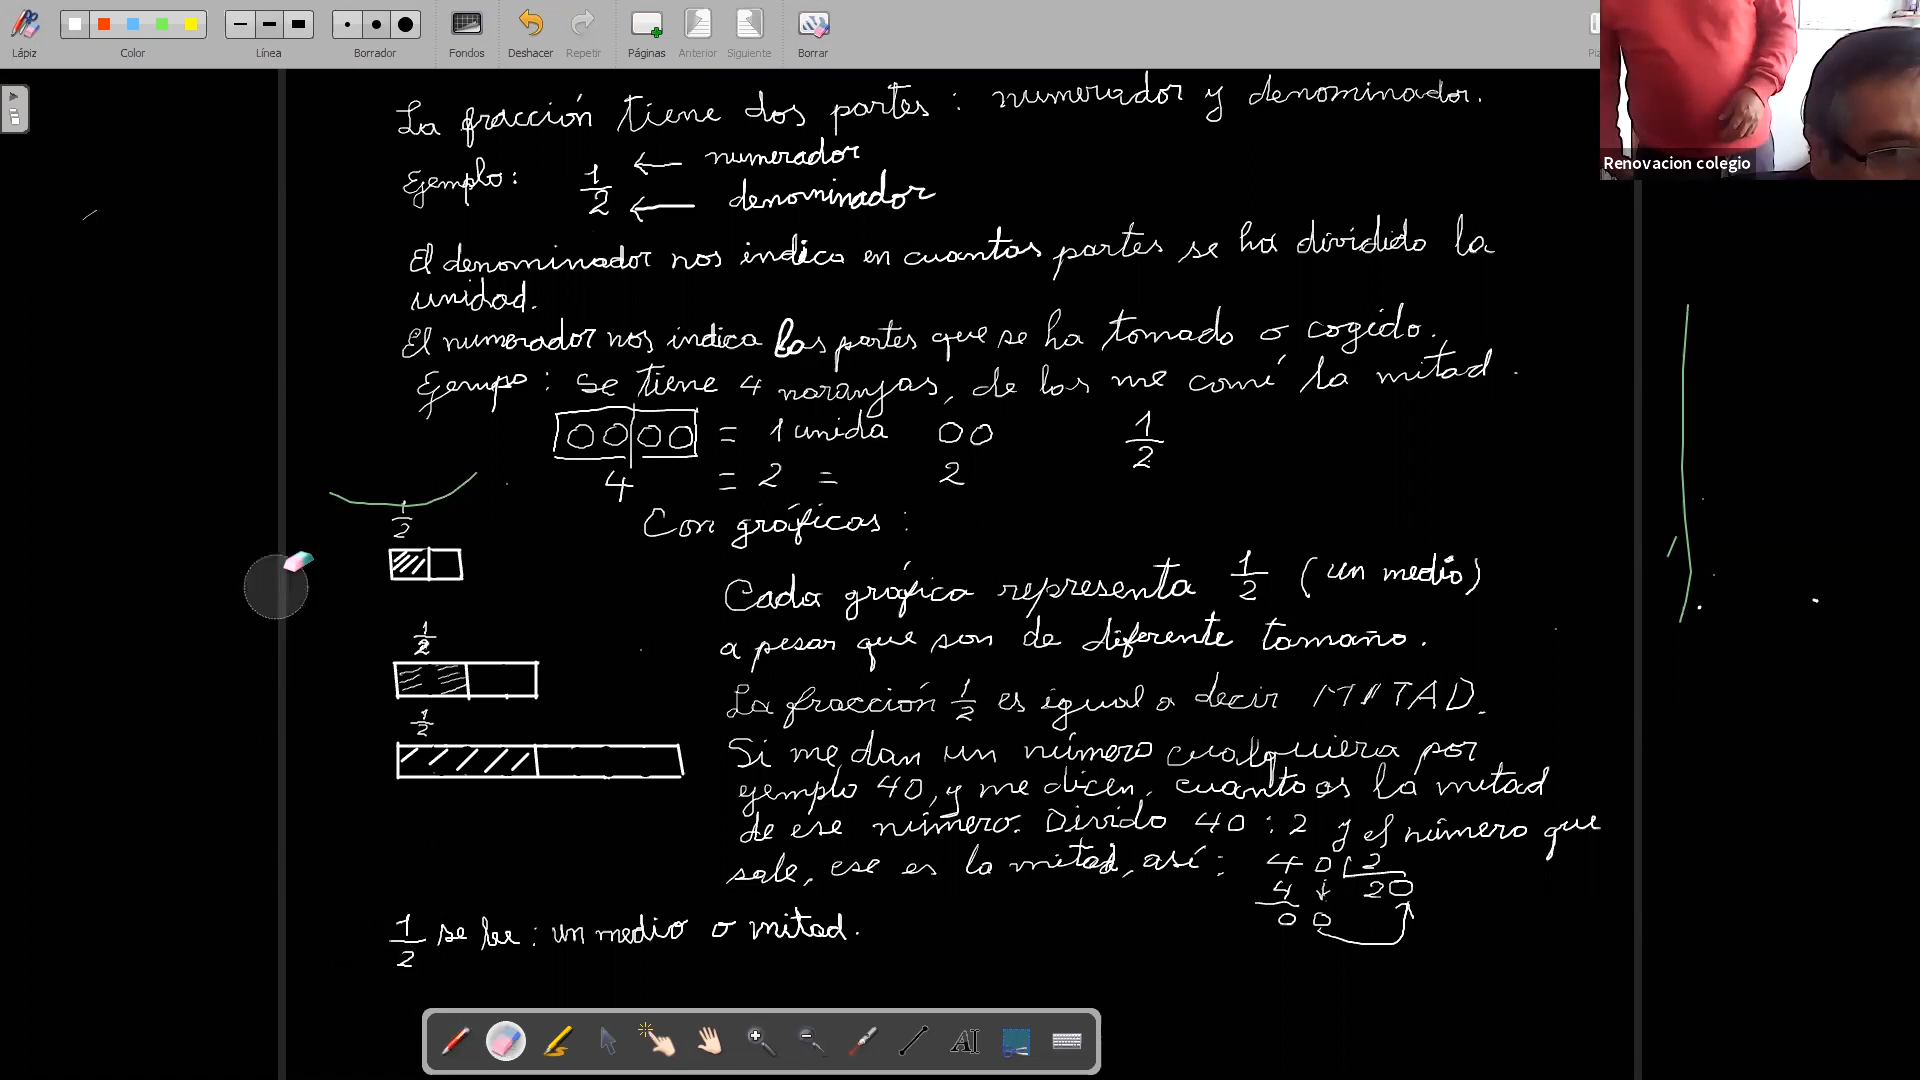 Lápiz Color Línea Borrador Fondos Deshacer Repetir Páginas Anterior Siguiente Borrar
Renovacion colegio
La fracción tiene dos partes : numerador y denominador.
Ejemplo : 1/2 ← numerador
← denominador
El denominador nos indica en cuantas partes se ha dividido la
unidad.
El numerador nos indica las partes que se ha tomado o cogido.
Ejempo : se tiene 4 naranjas, de las me comí la mitad.
= 1 unida 00 1/2
4 = 2 = 2
Con gráficas :
1/2
Cada gráfica representa 1/2 (un medio)
a pesar que son de diferente tamaño.
1/2
La fracción 1/2 es igual a decir MITAD.
1/2
Si me dan un número cualquiera por
ejemplo 40, y me dicen, cuanto es la mitad
de ese número. Divido 40 : 2 y el número que
sale, ese es la mitad, así :
40 2
4 20
0 0
1/2 se lee : un medio o mitad.